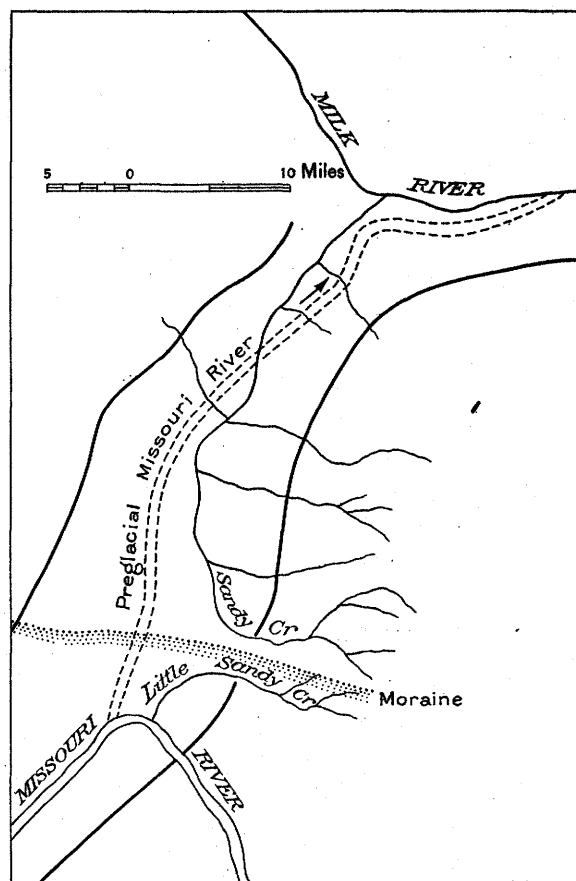 MILK
RIVER
5 0 10 Miles
Preglacial Missouri River
Sandy Cr
Little Sandy Cr
Moraine
MISSOURI
RIVER